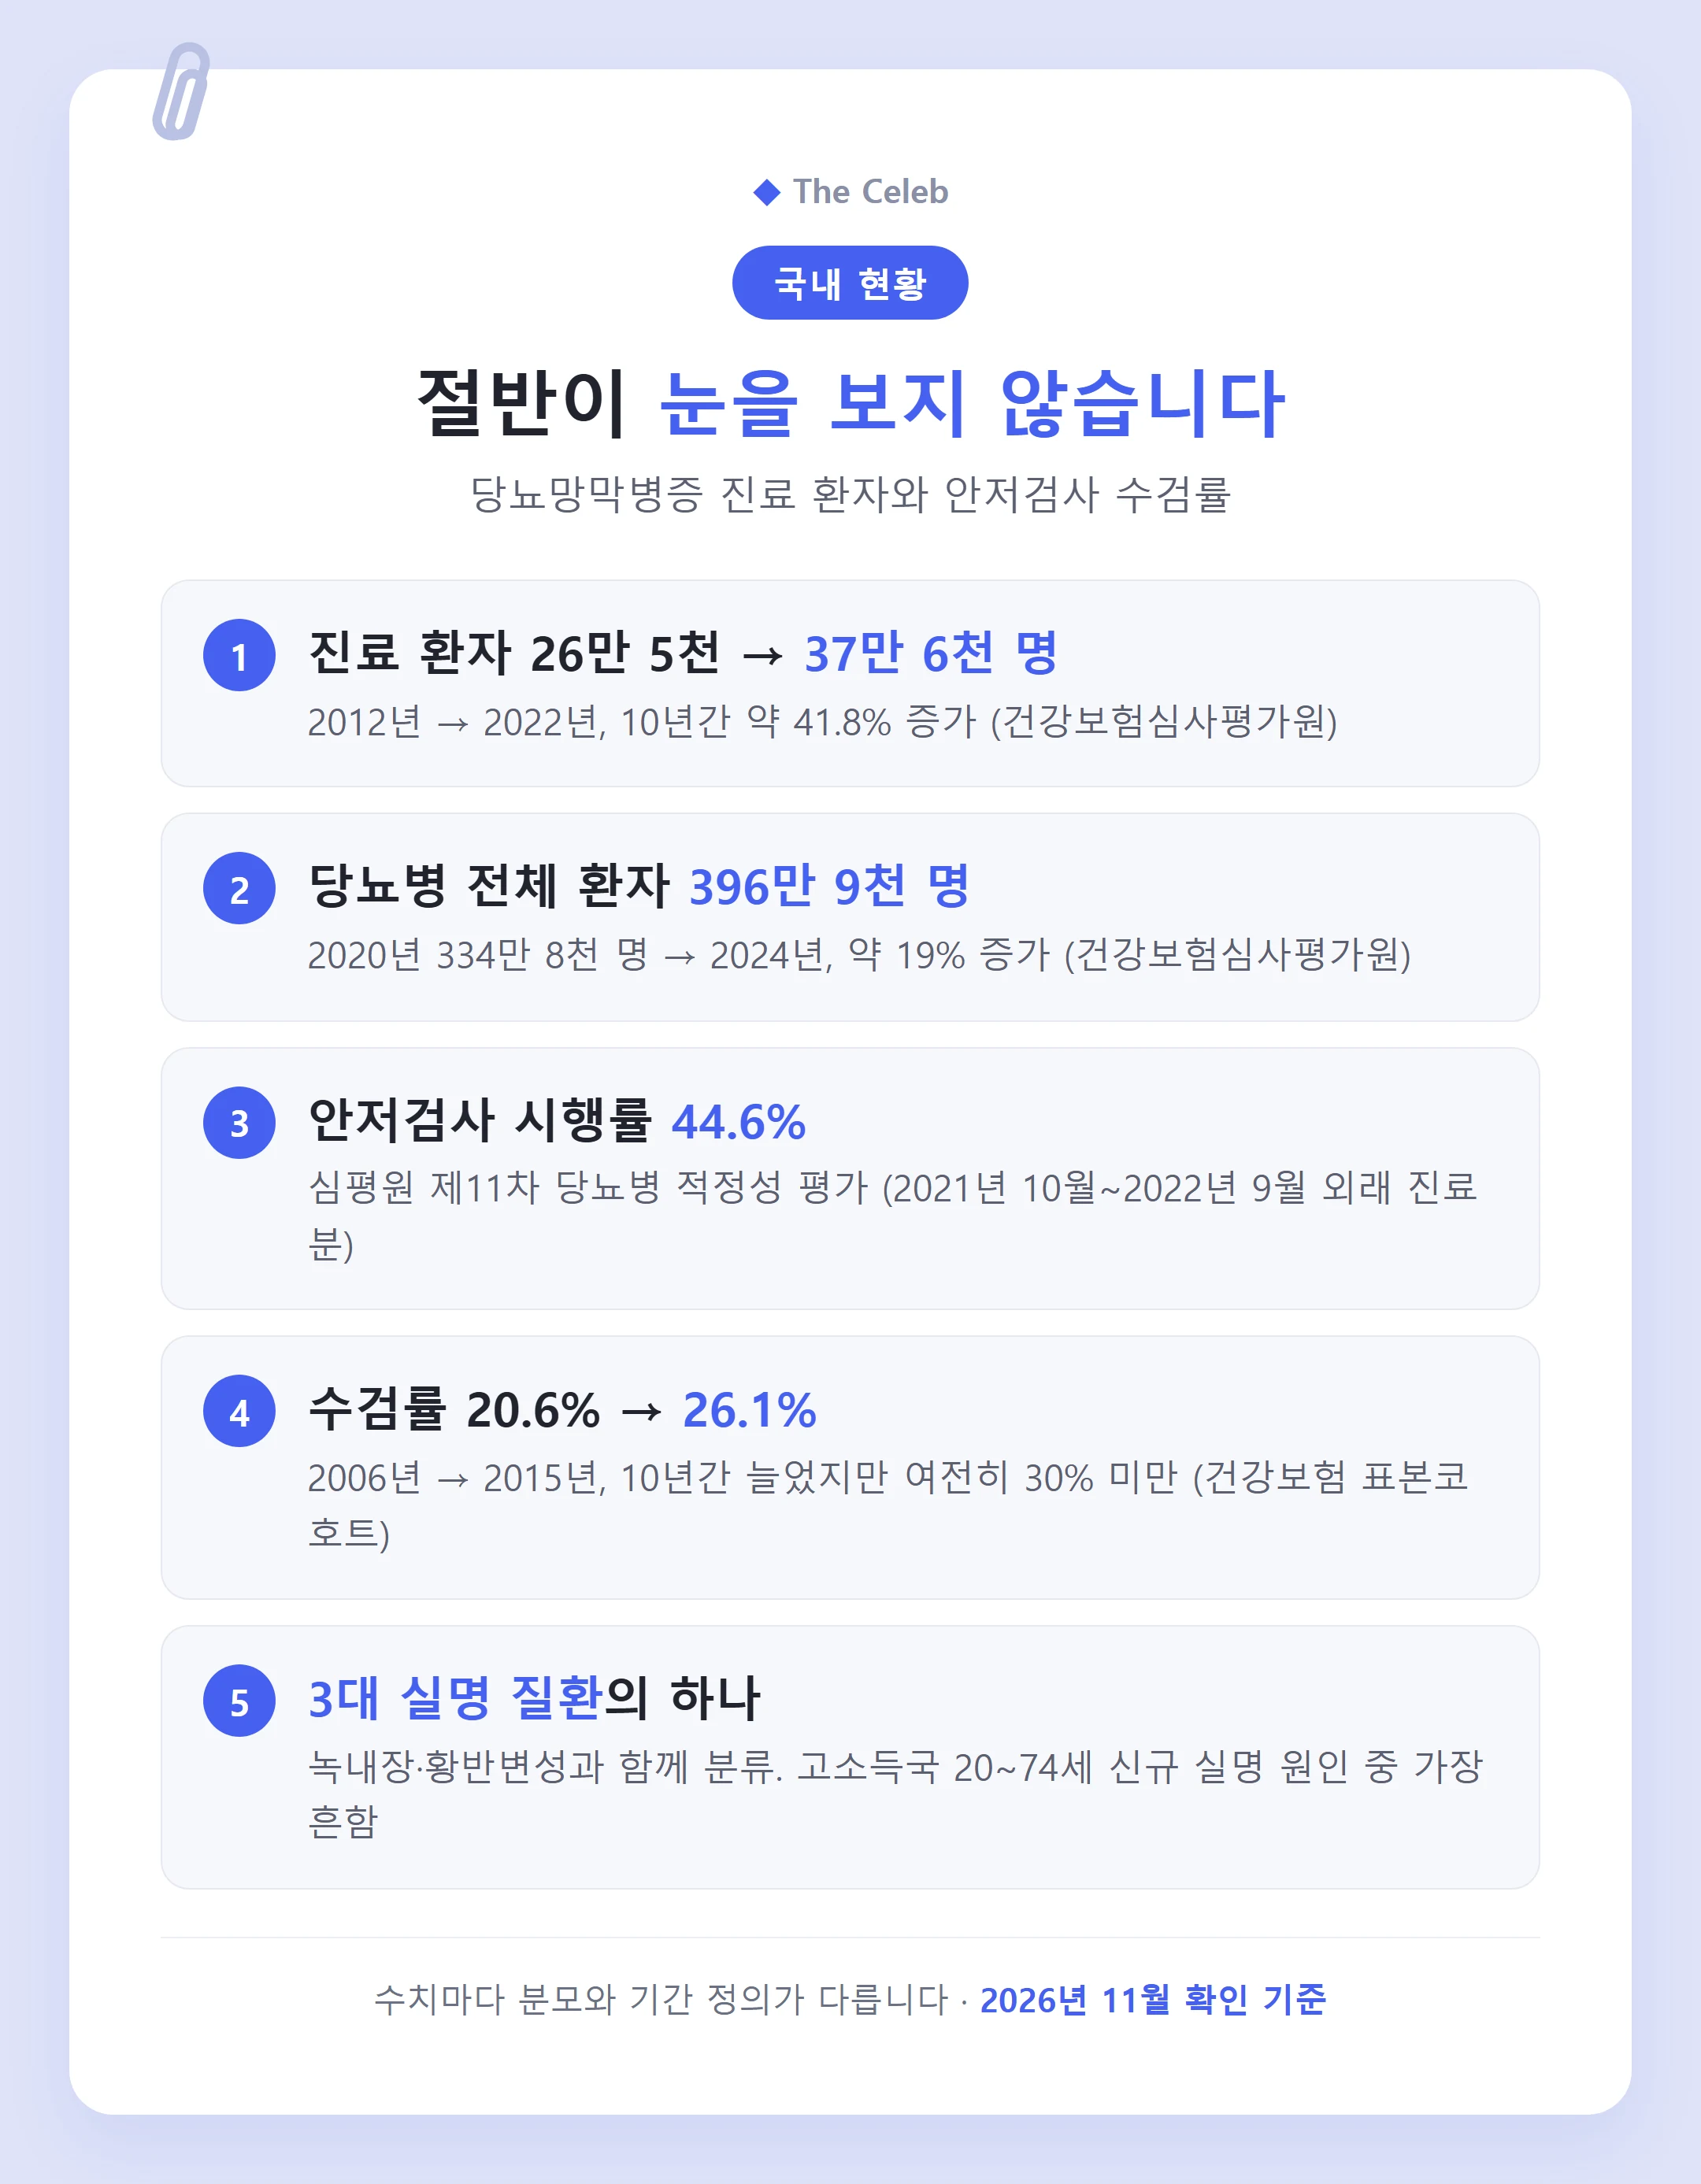 The Celeb
국내 현황
절반이 눈을 보지 않습니다
당뇨망막병증 진료 환자와 안저검사 수검률
1
진료 환자 26만 5천 → 37만 6천 명
2012년 → 2022년, 10년간 약 41.8% 증가 (건강보험심사평가원)
2
당뇨병 전체 환자 396만 9천 명
2020년 334만 8천 명 → 2024년, 약 19% 증가 (건강보험심사평가원)
3
안저검사 시행률 44.6%
심평원 제11차 당뇨병 적정성 평가 (2021년 10월~2022년 9월 외래 진료
분)
4
수검률 20.6% → 26.1%
2006년 → 2015년, 10년간 늘었지만 여전히 30% 미만 (건강보험 표본코
호트)
5
3대 실명 질환의 하나
녹내장·황반변성과 함께 분류. 고소득국 20~74세 신규 실명 원인 중 가장
흔함
수치마다 분모와 기간 정의가 다릅니다 · 2026년 11월 확인 기준